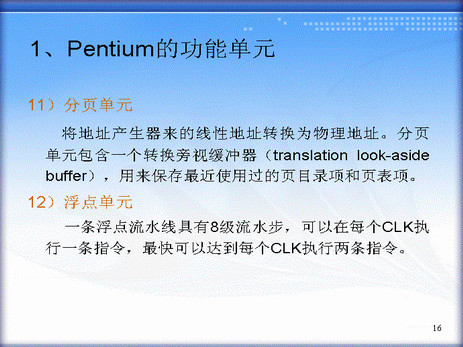 1、Pentium的功能单元
11）分页单元
将地址产生器来的线性地址转换为物理地址。分页
单元包含一个转换旁视缓冲器（translation look-aside
buffer），用来保存最近使用过的页目录项和页表项。
12）浮点单元
一条浮点流水线具有8级流水步，可以在每个CLK执
行一条指令，最快可以达到每个CLK执行两条指令。
16